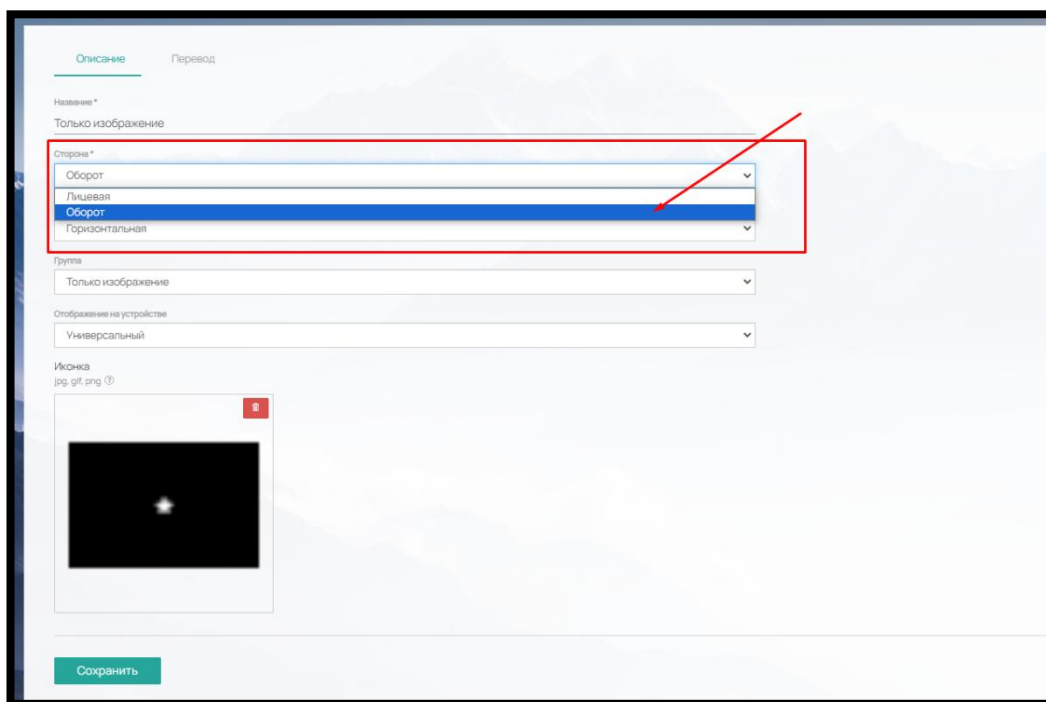 Описание Перевод
Название *
Только изображение
Сторона *
Оборот
Лицевая
Оборот
Горизонтальная
Группа
Только изображение
Отображение на устройстве
Универсальный
Иконка
jpg, gif, png
Сохранить